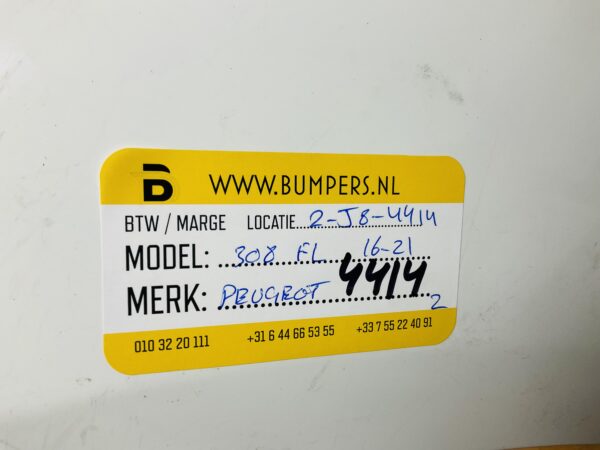 B WWW.BUMPERS.NL
BTW / MARGE LOCATIE 2-J8-4414
MODEL: 308 FL 16-21
MERK: PEUGEOT 4414 2
010 32 20 111 +31 6 44 66 53 55 +33 7 55 22 40 91